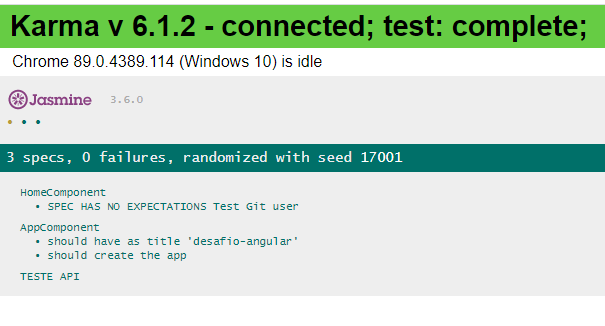 Karma v 6.1.2 - connected; test: complete;
Chrome 89.0.4389.114 (Windows 10) is idle
Jasmine 3.6.0
• • •
3 specs, 0 failures, randomized with seed 17001
HomeComponent
• SPEC HAS NO EXPECTATIONS Test Git user
AppComponent
• should have as title 'desafio-angular'
• should create the app
TESTE API